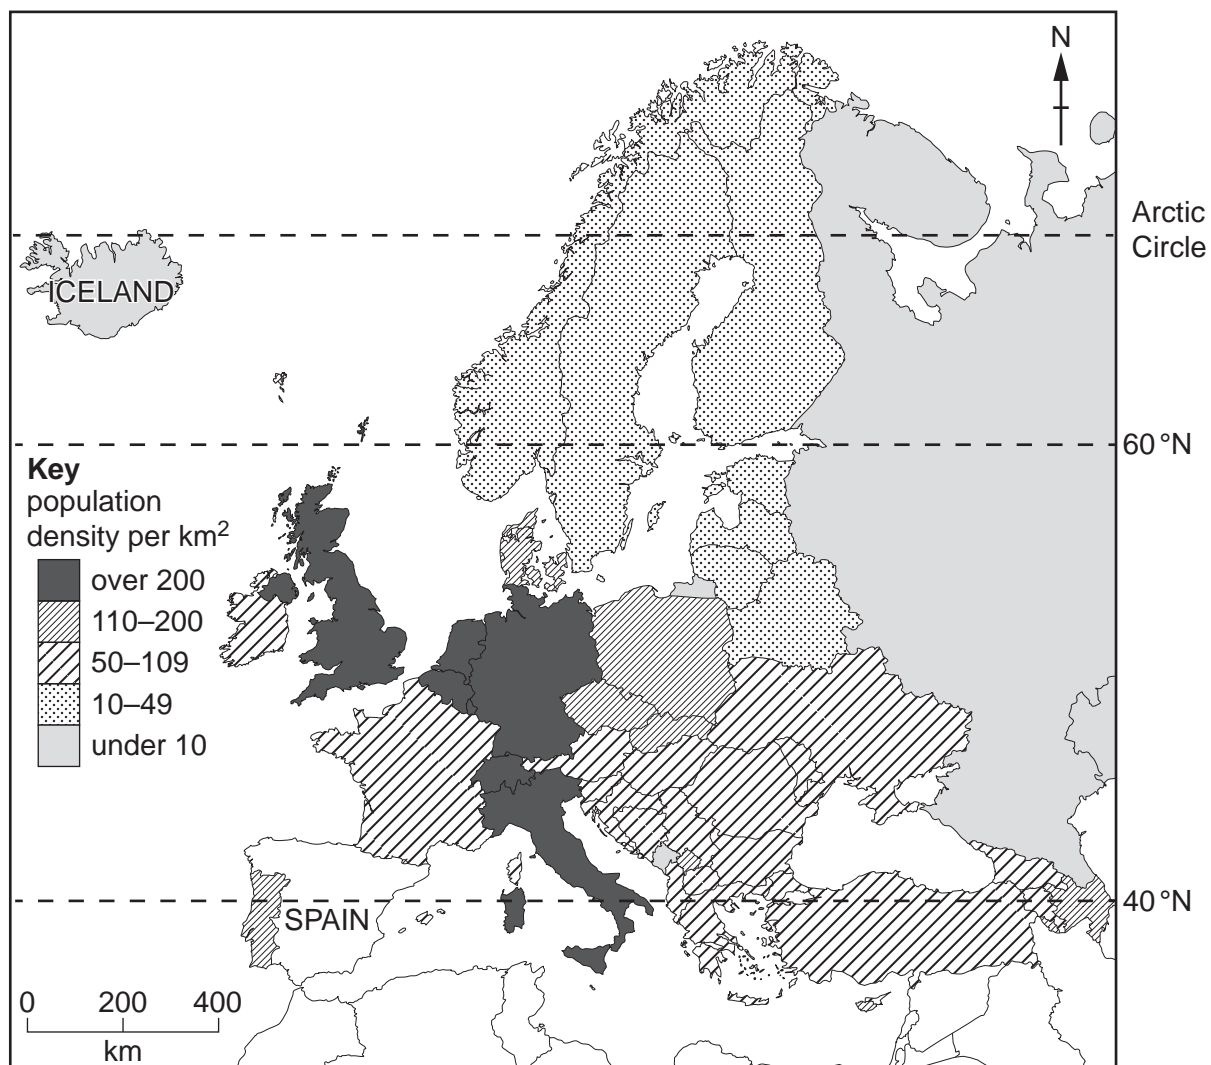 N
Arctic
Circle
ICELAND
60 °N
Key
population
density per km2
over 200
110–200
50–109
10–49
under 10
40 °N
SPAIN
0 200 400
km